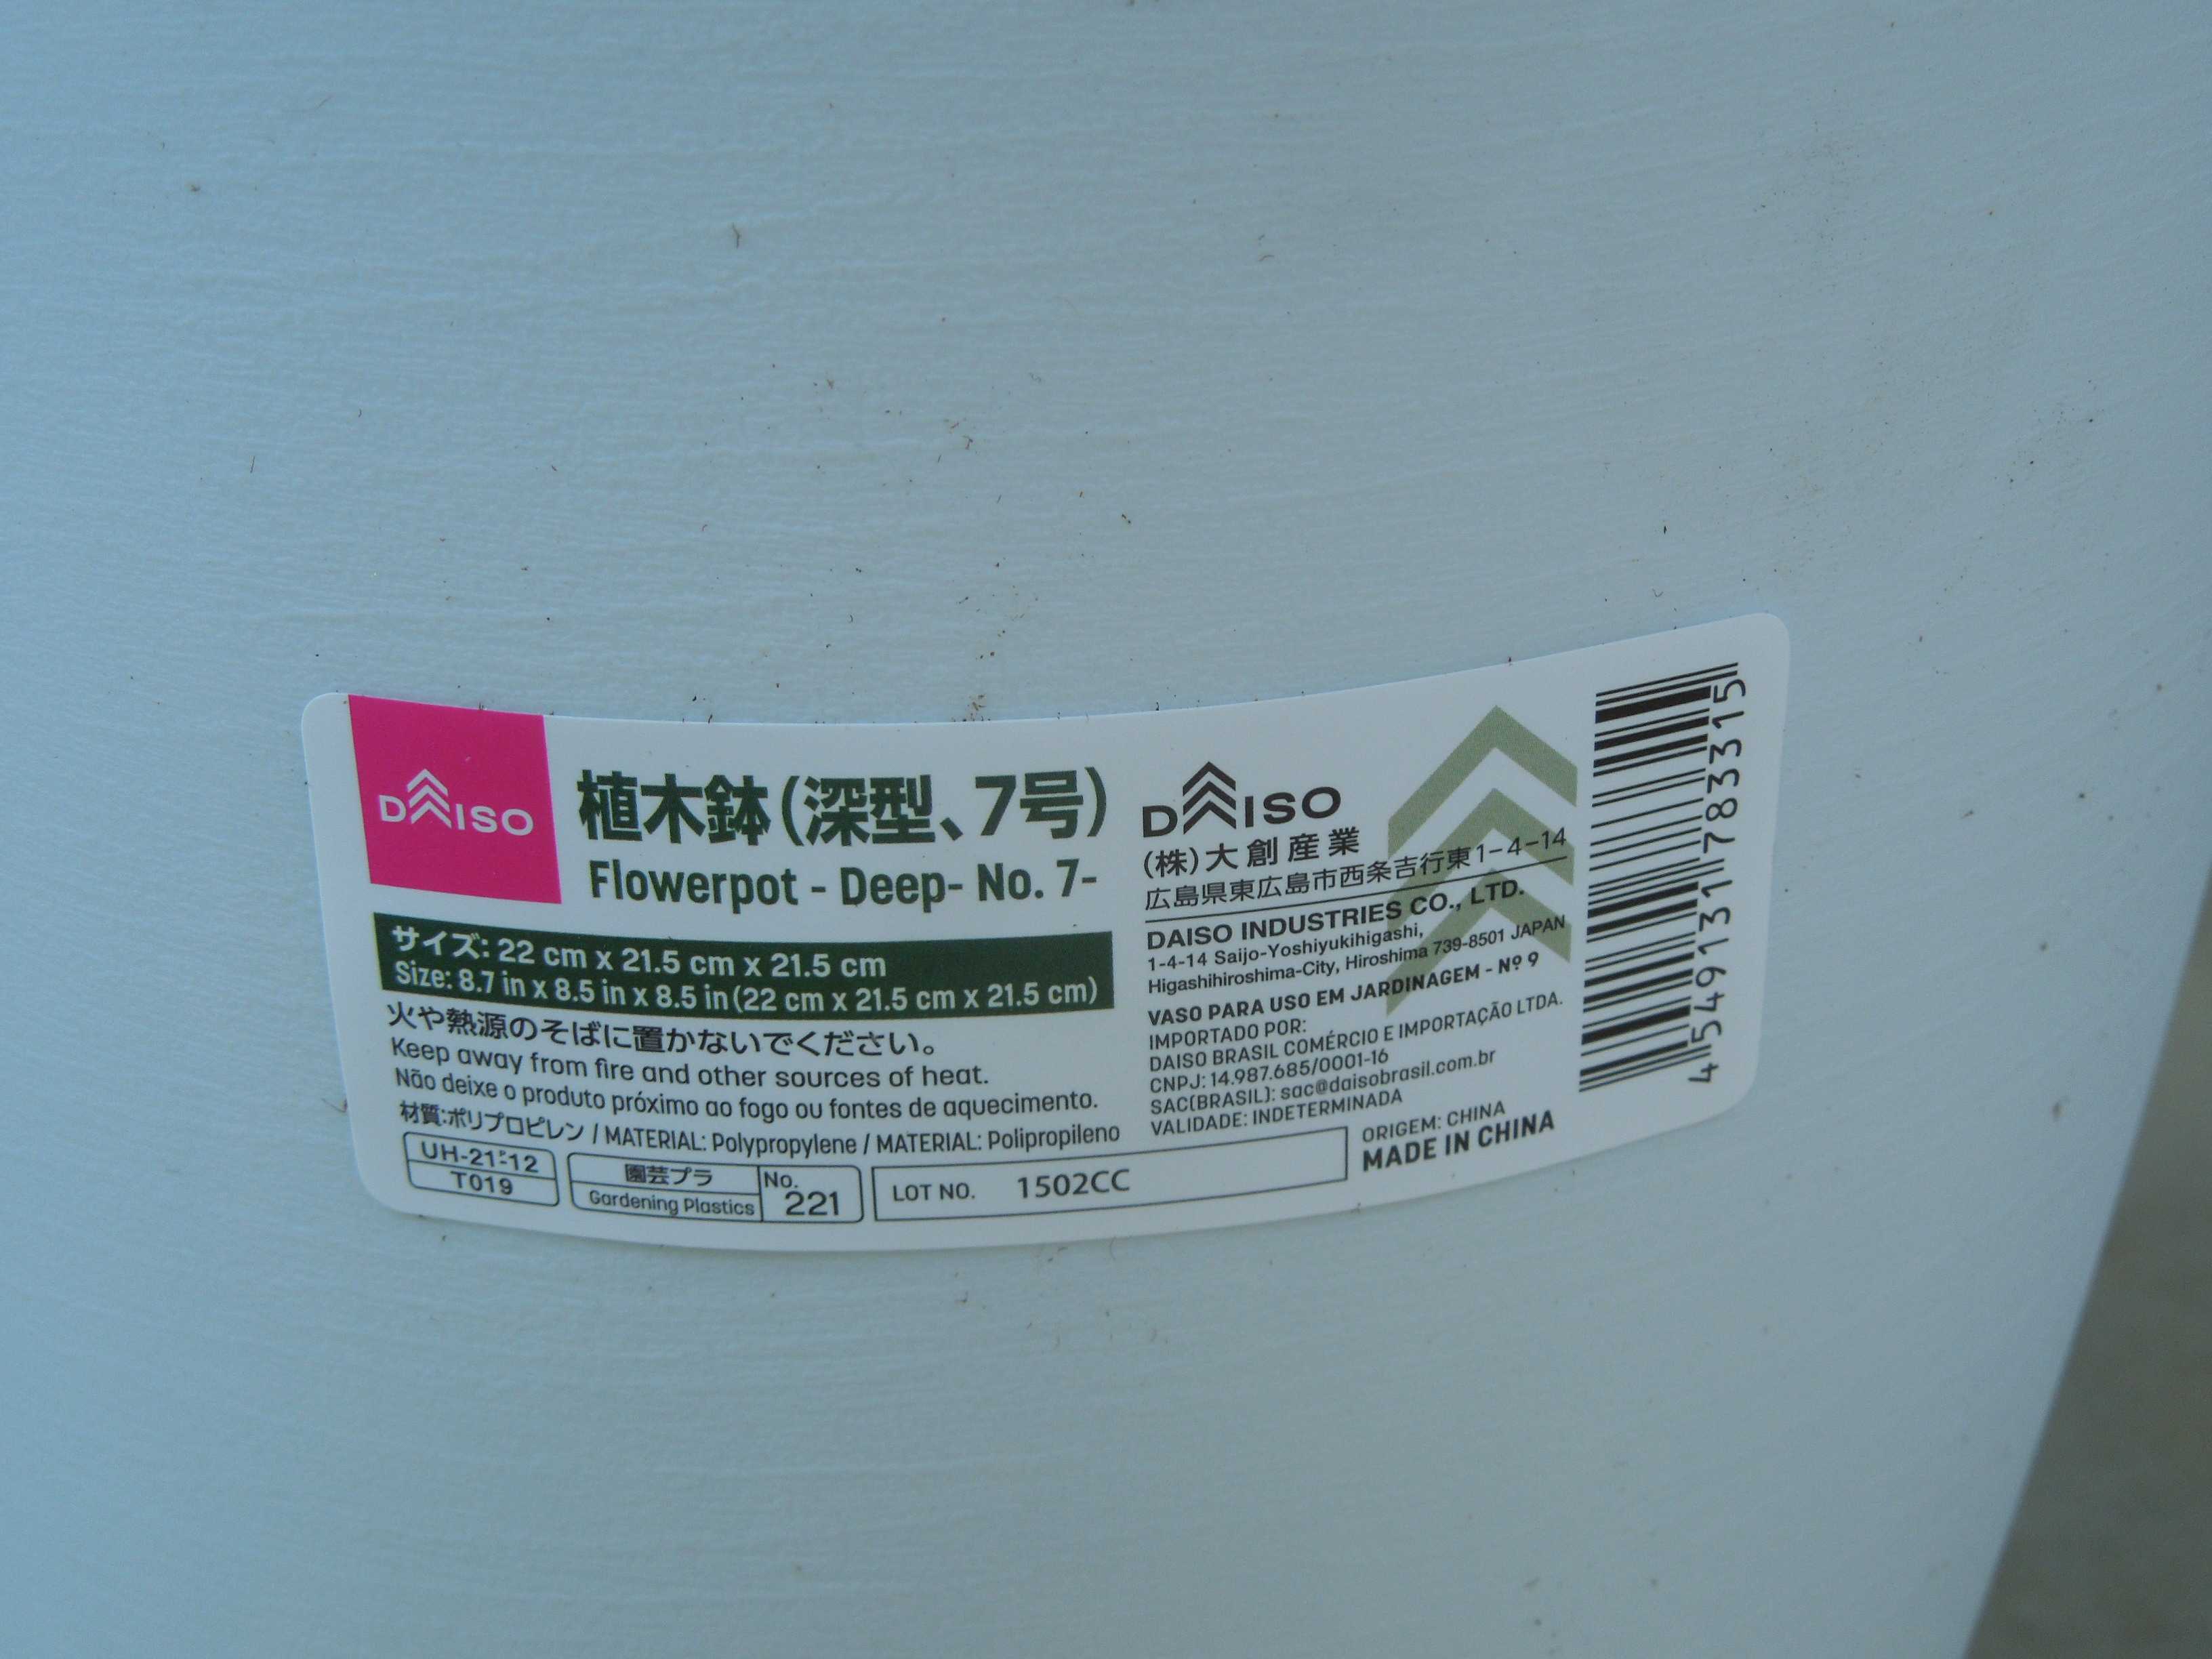 DAISO
植木鉢(深型、7号)
Flowerpot - Deep- No. 7-
サイズ: 22 cm x 21.5 cm x 21.5 cm
Size: 8.7 in x 8.5 in x 8.5 in (22 cm x 21.5 cm x 21.5 cm)
火や熱源のそばに置かないでください。
Keep away from fire and other sources of heat.
Não deixe o produto próximo ao fogo ou fontes de aquecimento.
材質:ポリプロピレン / MATERIAL: Polypropylene / MATERIAL: Polipropileno
T019
園芸プラ
Gardening Plastics
No.
221
LOT NO. 1502CC
DAISO
(株)大創産業
広島県東広島市西条吉行東1-4-14
DAISO INDUSTRIES CO., LTD.
1-4-14 Saijo-Yoshiyukihigashi,
Higashihiroshima-City, Hiroshima 739-8501 JAPAN
VASO PARA USO EM JARDINAGEM - Nº 9
IMPORTADO POR:
DAISO BRASIL COMÉRCIO E IMPORTAÇÃO LTDA.
CNPJ: 14.987.685/0001-16
SAC(BRASIL): sac@daisobrasil.com.br
VALIDADE: INDETERMINADA
ORIGEM: CHINA
MADE IN CHINA
4 549131 783315